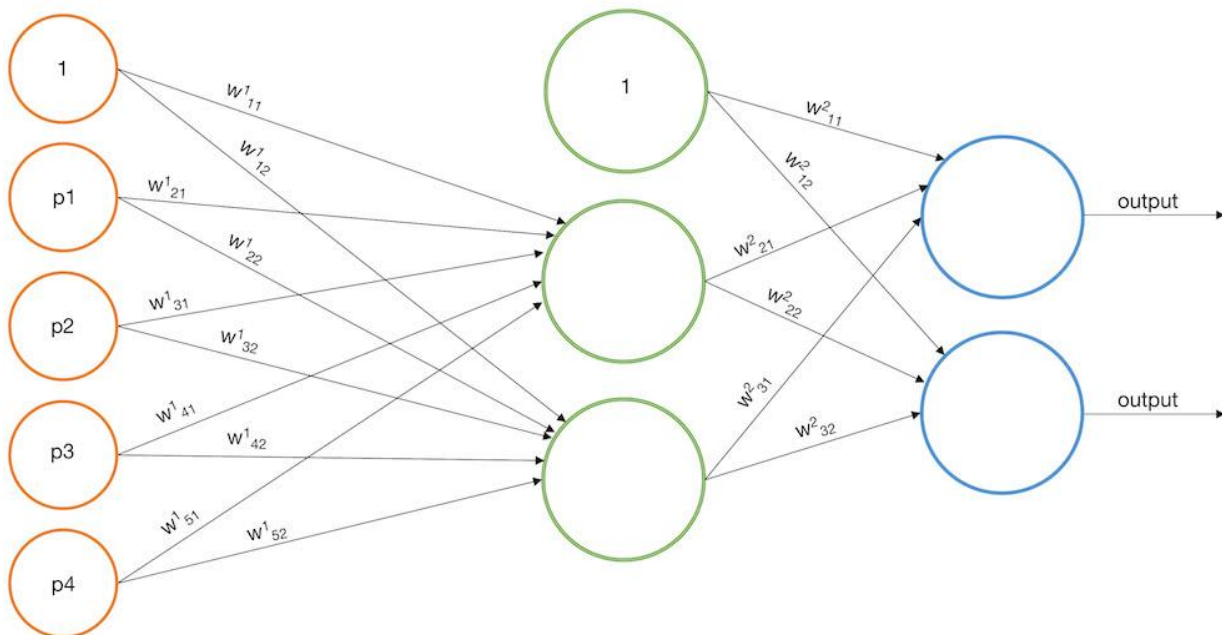 1
p1
p2
p3
p4
w¹₁₁
w¹₁₂
w¹₂₁
w¹₂₂
w¹₃₁
w¹₃₂
w¹₄₁
w¹₄₂
w¹₅₁
w¹₅₂
1
w²₁₁
w²₁₂
w²₂₁
w²₂₂
w²₃₁
w²₃₂
output
output